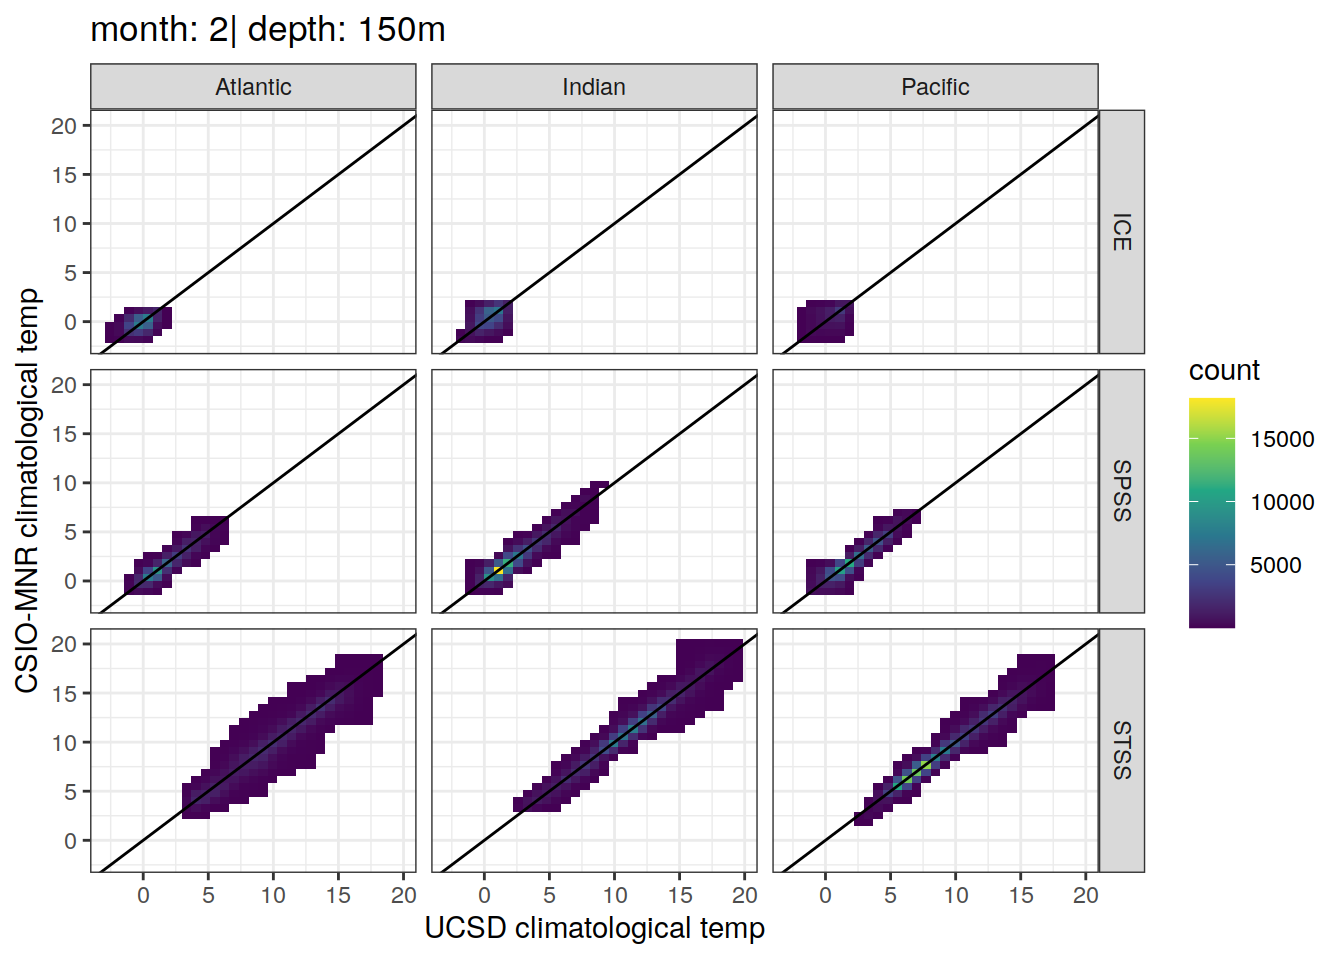 month: 2| depth: 150m
Atlantic
Indian
Pacific
20
15
10
5
0
ICE
20
15
10
5
0
SPSS
20
15
10
5
0
STSS
CSIO-MNR climatological temp
0 5 10 15 20
0 5 10 15 20
0 5 10 15 20
UCSD climatological temp
count
15000
10000
5000